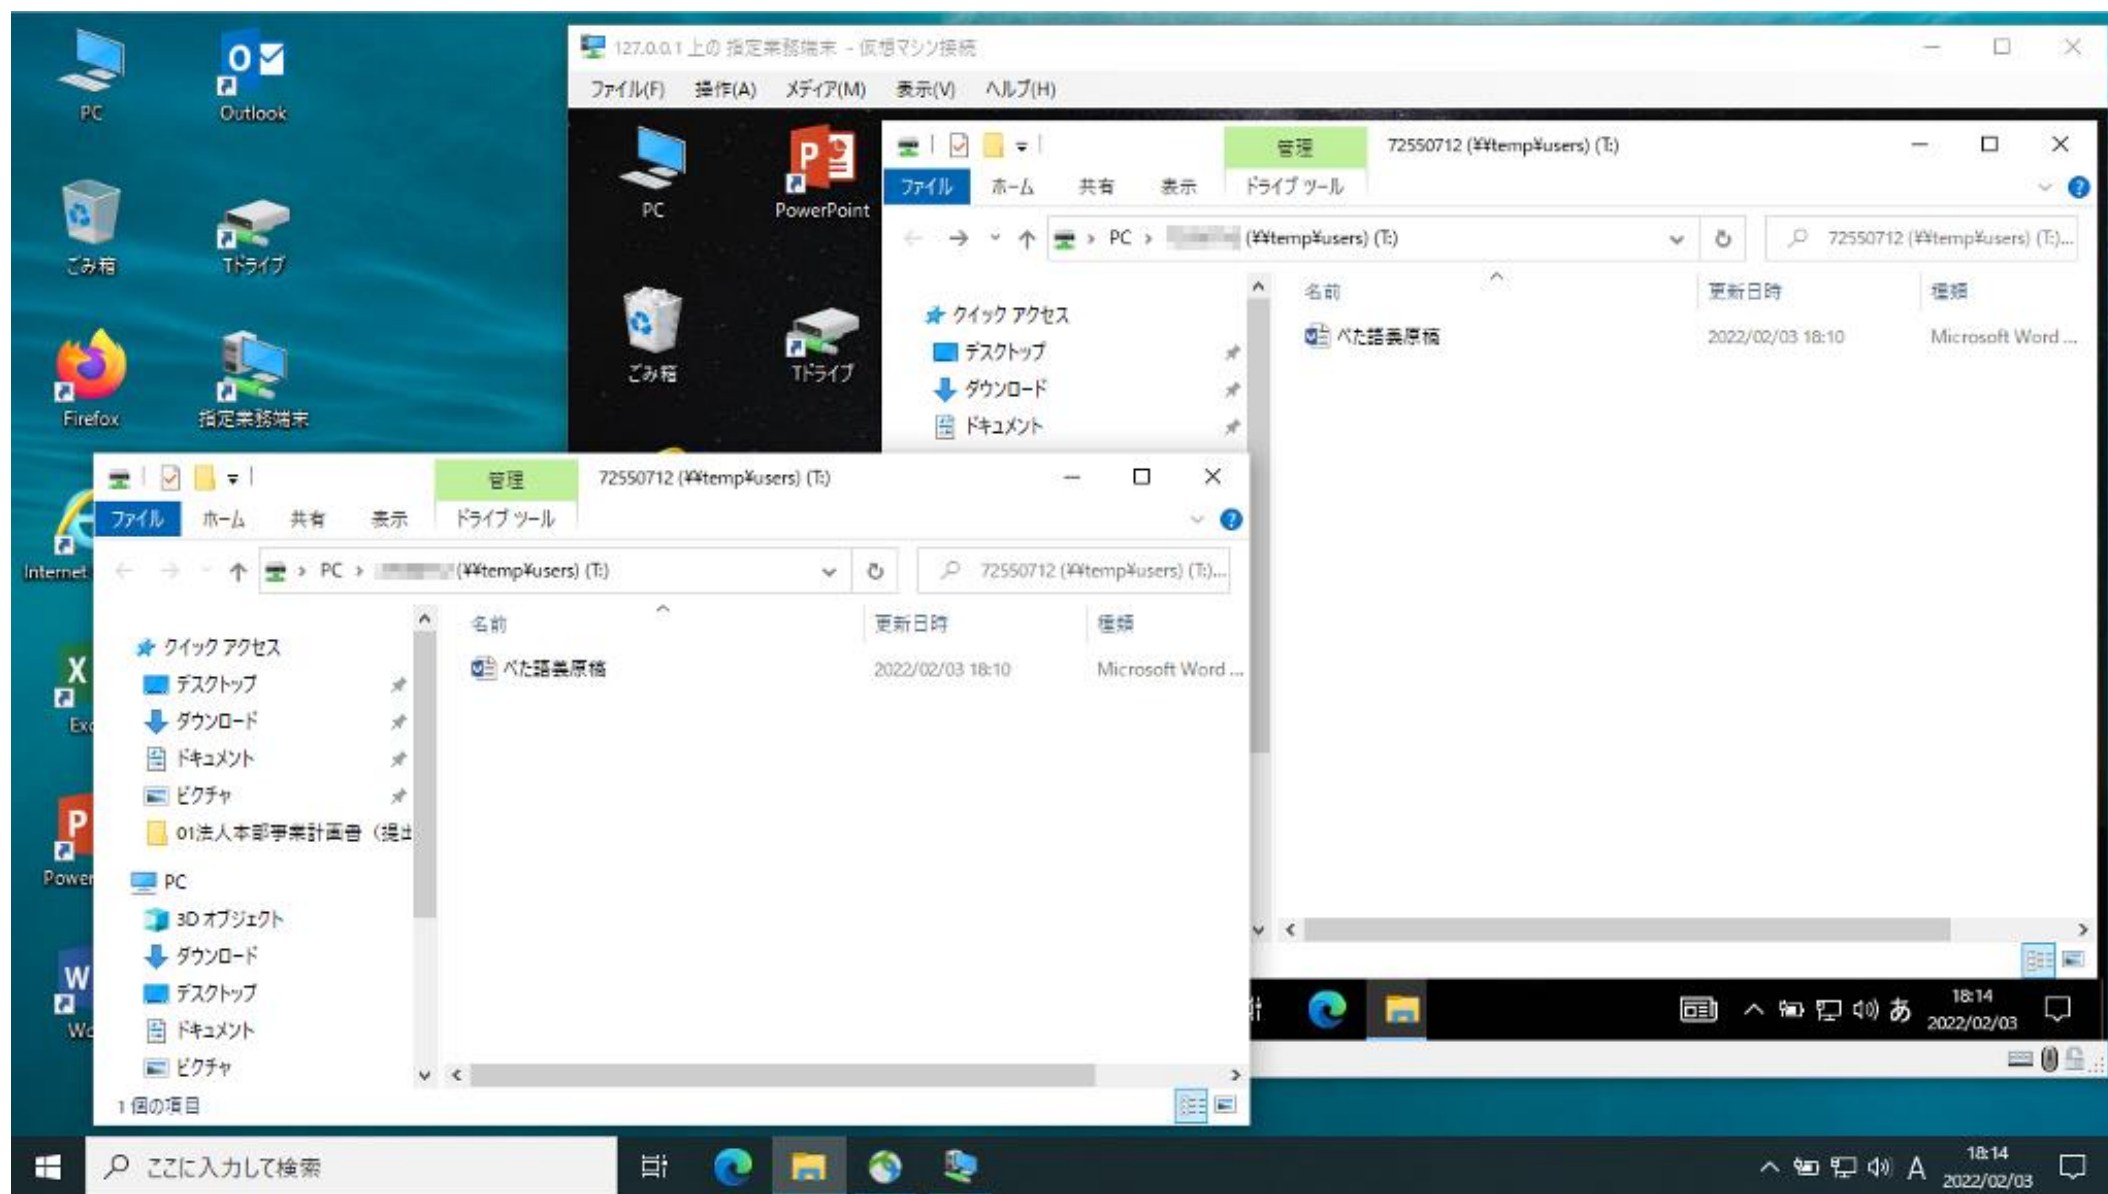 PC
Outlook
ごみ箱
Tドライブ
Firefox
指定業務端末
Internet
Exc
Power
Wo
127.0.0.1 上の 指定業務端末 - 仮想マシン接続
ファイル(F) 操作(A) メディア(M) 表示(V) ヘルプ(H)
PC
PowerPoint
ごみ箱
Tドライブ
管理 72550712 (¥¥temp¥users) (T:)
ファイル ホーム 共有 表示 ドライブ ツール
PC (¥¥temp¥users) (T:) 72550712 (¥¥temp¥users) (T:)...
名前 更新日時 種類
クイック アクセス
デスクトップ
ダウンロード
ドキュメント
ぺた語義原稿 2022/02/03 18:10 Microsoft Word ...
あ 18:14
2022/02/03
管理 72550712 (¥¥temp¥users) (T:)
ファイル ホーム 共有 表示 ドライブ ツール
PC (¥¥temp¥users) (T:) 72550712 (¥¥temp¥users) (T:)...
名前 更新日時 種類
ぺた語義原稿 2022/02/03 18:10 Microsoft Word ...
クイック アクセス
デスクトップ
ダウンロード
ドキュメント
ピクチャ
01法人本部事業計画書（提出
PC
3D オブジェクト
ダウンロード
デスクトップ
ドキュメント
ピクチャ
1 個の項目
ここに入力して検索
A 18:14
2022/02/03